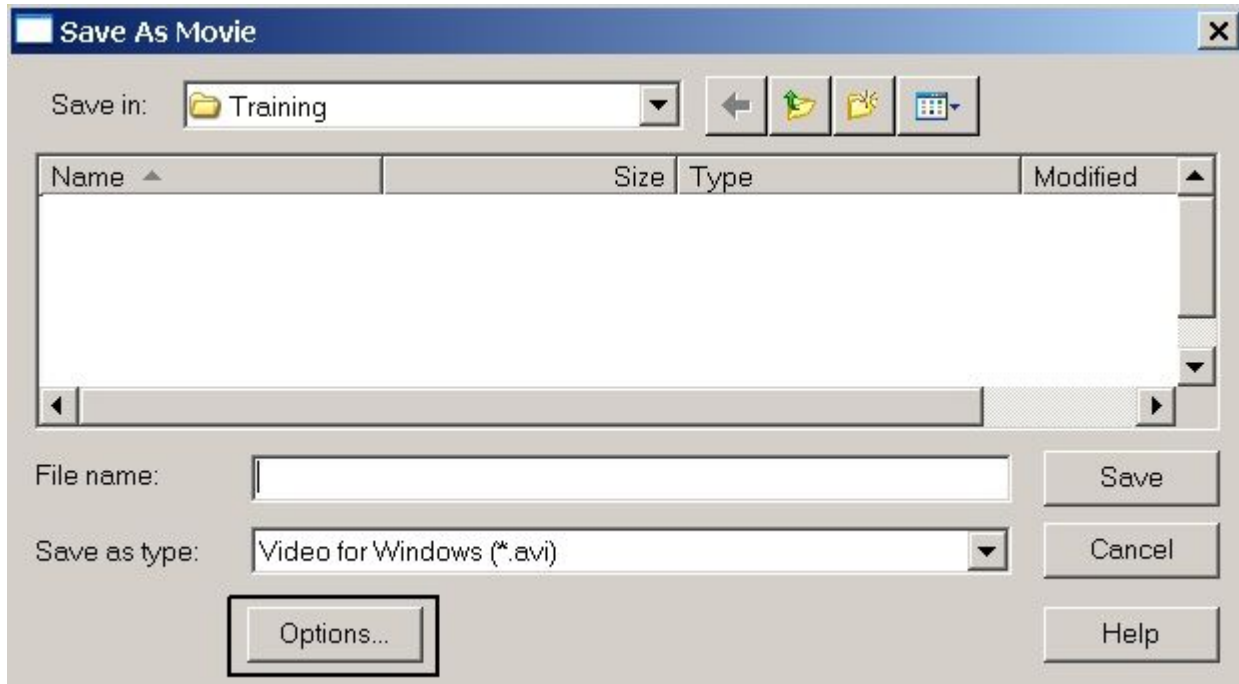 Save As Movie
Save in: Training
Name Size Type Modified
File name: Save
Save as type: Video for Windows (*.avi) Cancel
Options... Help